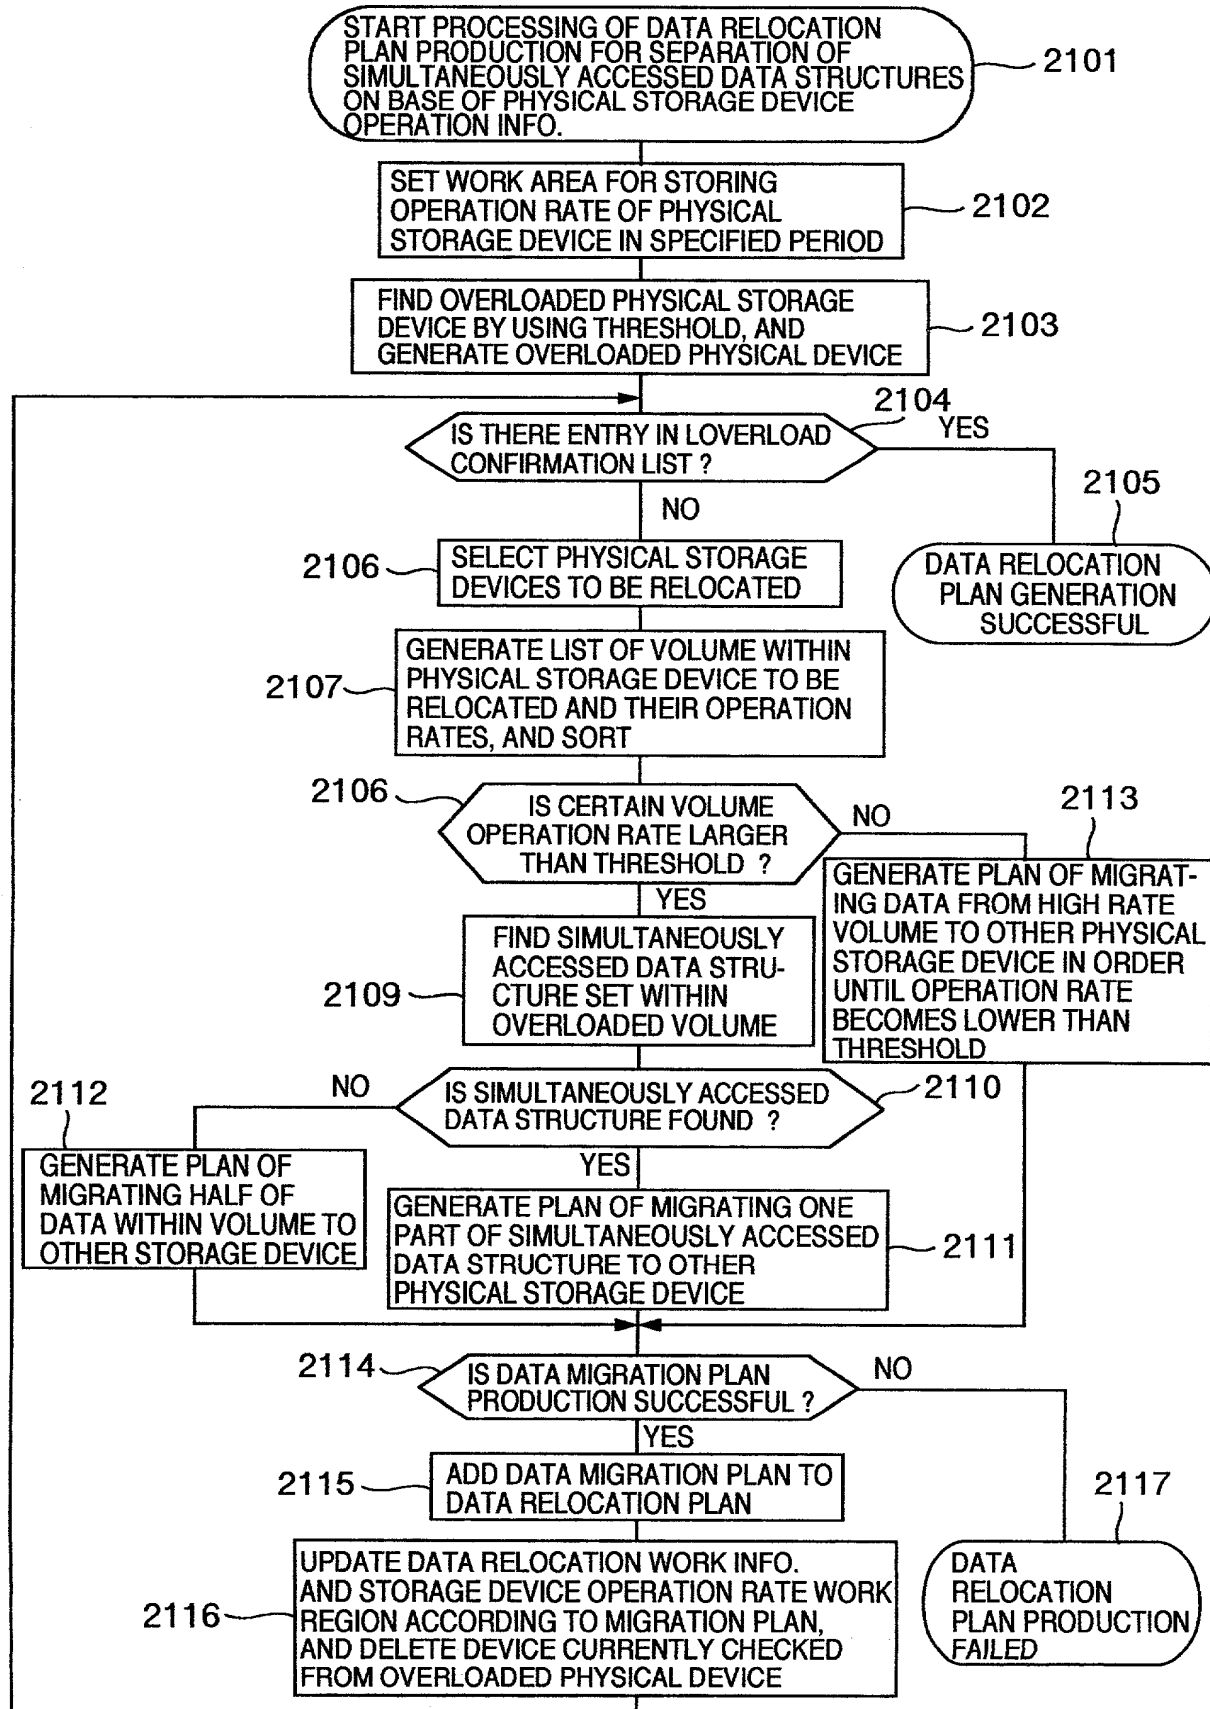 START PROCESSING OF DATA RELOCATION
PLAN PRODUCTION FOR SEPARATION OF
SIMULTANEOUSLY ACCESSED DATA STRUCTURES
ON BASE OF PHYSICAL STORAGE DEVICE
OPERATION INFO.
2101
SET WORK AREA FOR STORING
OPERATION RATE OF PHYSICAL
STORAGE DEVICE IN SPECIFIED PERIOD
2102
FIND OVERLOADED PHYSICAL STORAGE
DEVICE BY USING THRESHOLD, AND
GENERATE OVERLOADED PHYSICAL DEVICE
2103
2104
IS THERE ENTRY IN LOVERLOAD
CONFIRMATION LIST ?
YES
NO
2105
DATA RELOCATION
PLAN GENERATION
SUCCESSFUL
2106
SELECT PHYSICAL STORAGE
DEVICES TO BE RELOCATED
2107
GENERATE LIST OF VOLUME WITHIN
PHYSICAL STORAGE DEVICE TO BE
RELOCATED AND THEIR OPERATION
RATES, AND SORT
2106
IS CERTAIN VOLUME
OPERATION RATE LARGER
THAN THRESHOLD ?
NO
YES
2113
GENERATE PLAN OF MIGRAT-
ING DATA FROM HIGH RATE
VOLUME TO OTHER PHYSICAL
STORAGE DEVICE IN ORDER
UNTIL OPERATION RATE
BECOMES LOWER THAN
THRESHOLD
2109
FIND SIMULTANEOUSLY
ACCESSED DATA STRU-
CTURE SET WITHIN
OVERLOADED VOLUME
2110
IS SIMULTANEOUSLY ACCESSED
DATA STRUCTURE FOUND ?
NO
YES
2112
GENERATE PLAN OF
MIGRATING HALF OF
DATA WITHIN VOLUME TO
OTHER STORAGE DEVICE
GENERATE PLAN OF MIGRATING ONE
PART OF SIMULTANEOUSLY ACCESSED
DATA STRUCTURE TO OTHER
PHYSICAL STORAGE DEVICE
2111
2114
IS DATA MIGRATION PLAN
PRODUCTION SUCCESSFUL ?
NO
YES
2115
ADD DATA MIGRATION PLAN TO
DATA RELOCATION PLAN
2117
DATA
RELOCATION
PLAN PRODUCTION
FAILED
2116
UPDATE DATA RELOCATION WORK INFO.
AND STORAGE DEVICE OPERATION RATE WORK
REGION ACCORDING TO MIGRATION PLAN,
AND DELETE DEVICE CURRENTLY CHECKED
FROM OVERLOADED PHYSICAL DEVICE